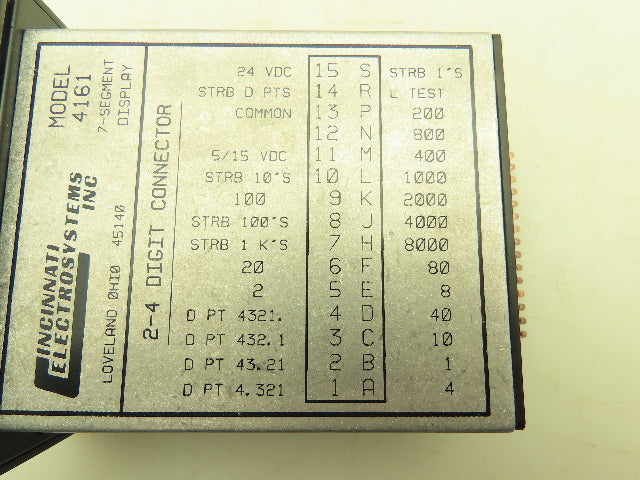 MODEL
4161
7-SEGMENT
DISPLAY
CINCINNATI
ELECTROSYSTEMS
INC
LOVELAND OHIO 45140
2-4 DIGIT CONNECTOR
24 VDC 15 S STRB 1'S
STRB D PTS 14 R L TEST
COMMON 13 P 200
12 N 800
5/15 VDC 11 M 400
STRB 10'S 10 L 1000
100 9 K 2000
STRB 100'S 8 J 4000
STRB 1 K'S 7 H 8000
20 6 F 80
2 5 E 8
D PT 4321. 4 D 40
D PT 432.1 3 C 10
D PT 43.21 2 B 1
D PT 4.321 1 A 4